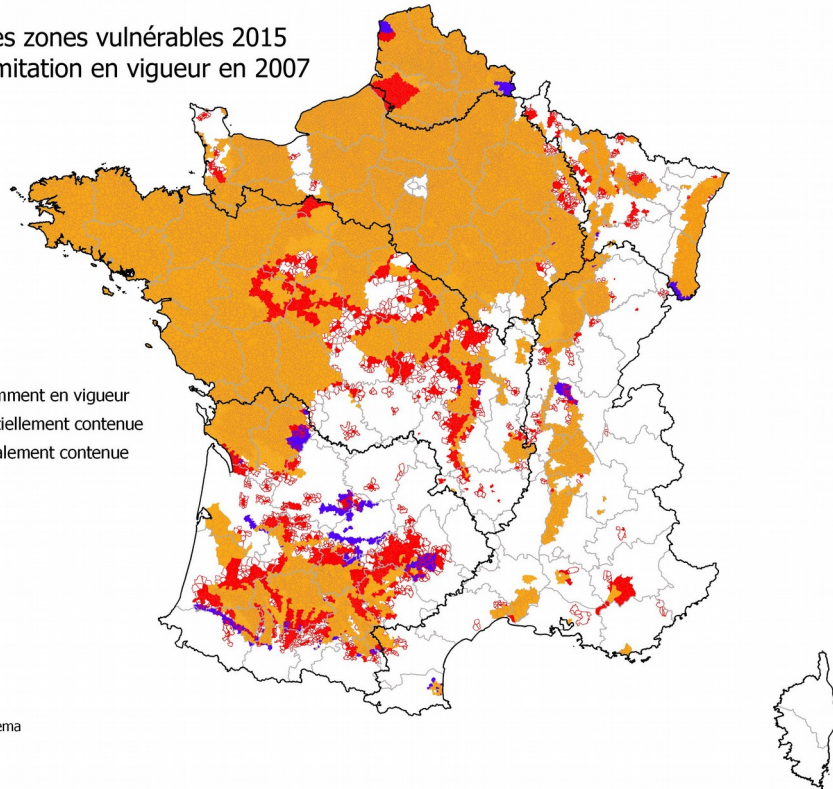 es zones vulnérables 2015
mitation en vigueur en 2007
mment en vigueur
tiellement contenue
alement contenue
ema